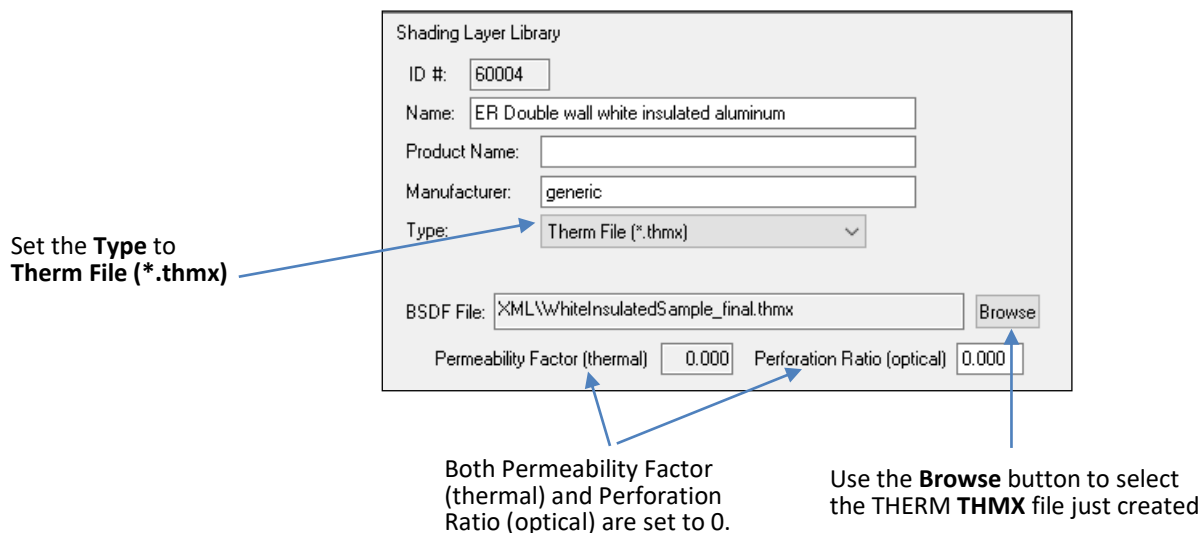 Shading Layer Library
ID #: 60004
Name: ER Double wall white insulated aluminum
Product Name:
Manufacturer: generic
Type: Therm File (*.thmx)
Set the Type to
Therm File (*.thmx)
BSDF File: XML\WhiteInsulatedSample_final.thmx Browse
Permeability Factor (thermal) 0.000 Perforation Ratio (optical) 0.000
Both Permeability Factor
(thermal) and Perforation
Ratio (optical) are set to 0.
Use the Browse button to select
the THERM THMX file just created